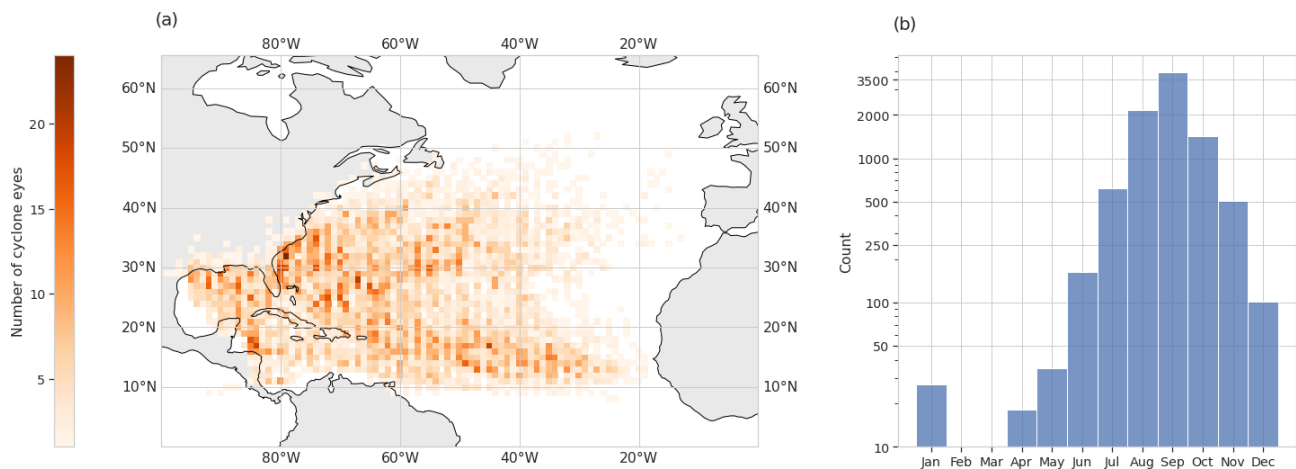 (a)
80°W 60°W 40°W 20°W
Number of cyclone eyes
20
15
10
5
60°N 60°N
50°N 50°N
40°N 40°N
30°N 30°N
20°N 20°N
10°N 10°N
80°W 60°W 40°W 20°W
(b)
Count
3500
2000
1000
500
250
100
50
10
Jan Feb Mar Apr May Jun Jul Aug Sep Oct Nov Dec